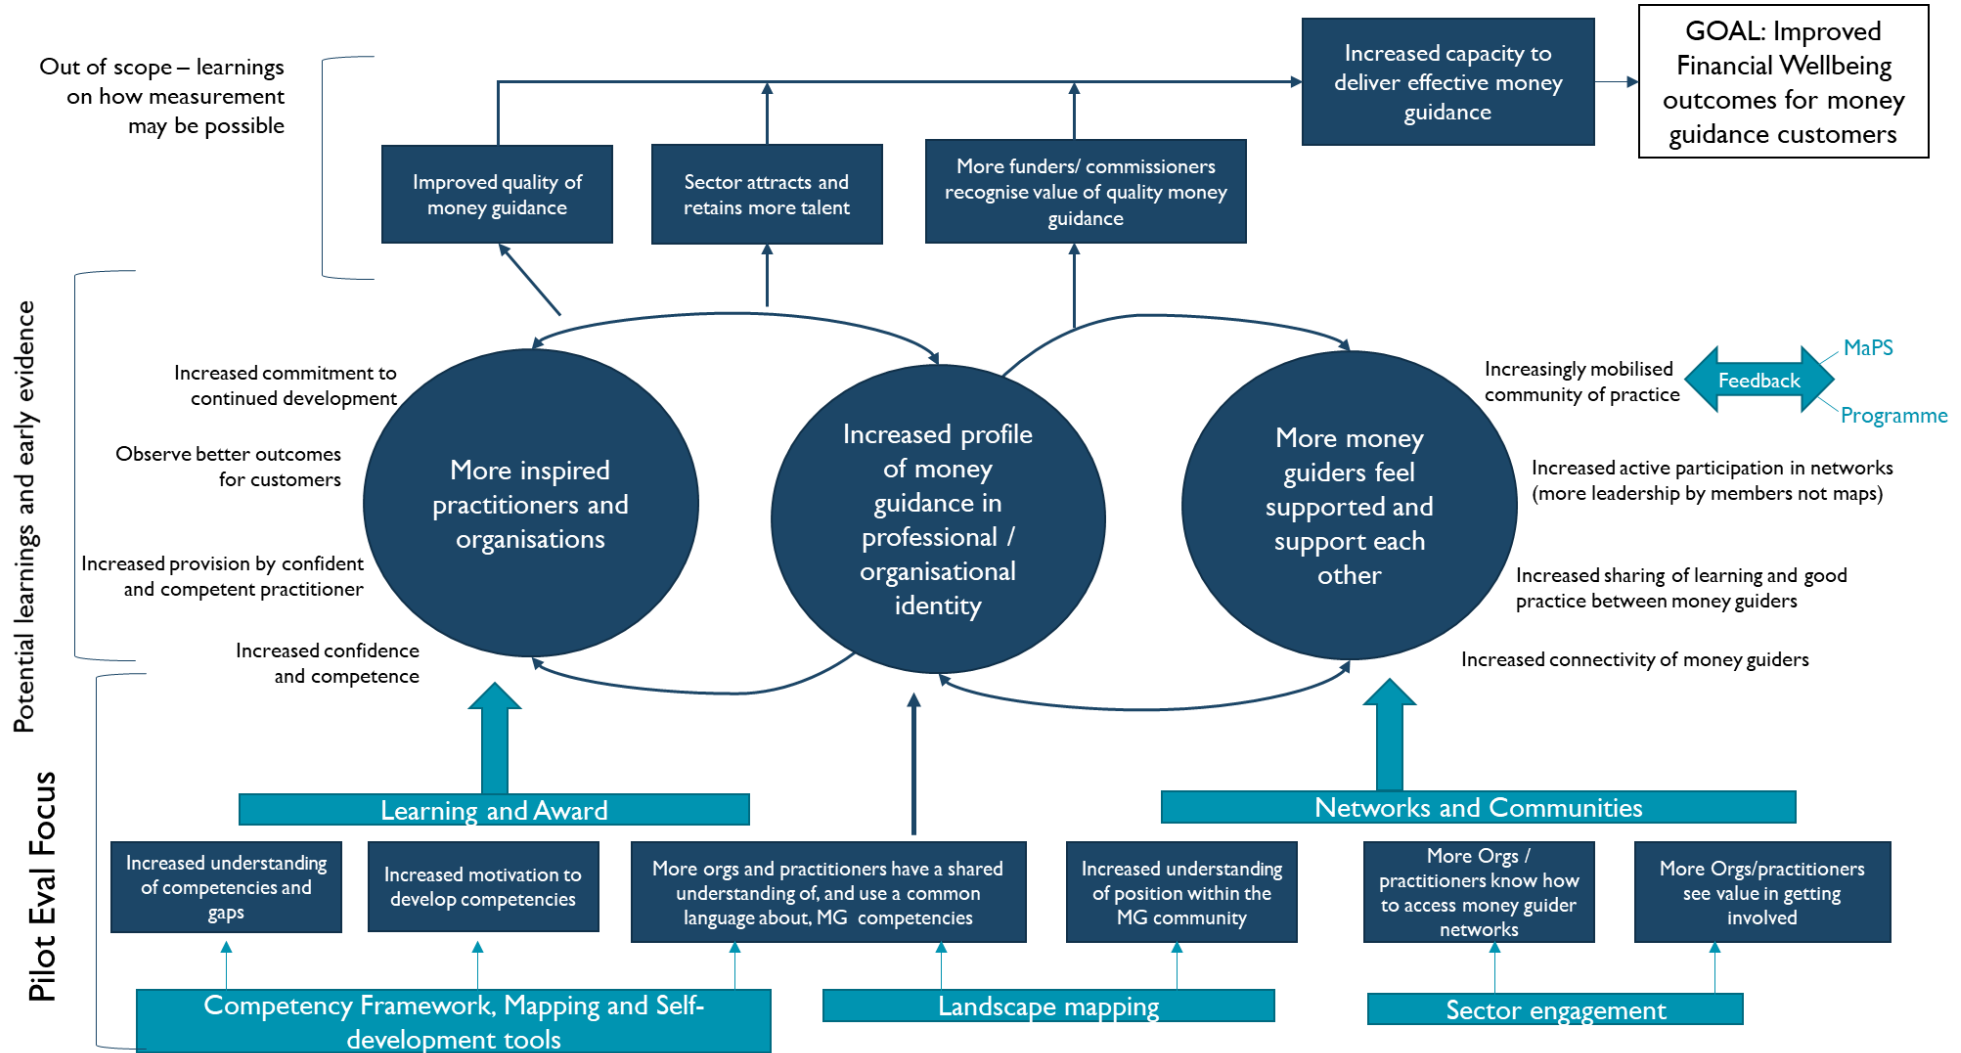 Out of scope – learnings
on how measurement
may be possible
Increased capacity to
deliver effective money
guidance
GOAL: Improved
Financial Wellbeing
outcomes for money
guidance customers
Improved quality of
money guidance
Sector attracts and
retains more talent
More funders/ commissioners
recognise value of quality money
guidance
Potential learnings and early evidence
Increased commitment to
continued development
Observe better outcomes
for customers
Increased provision by confident
and competent practitioner
Increased confidence
and competence
More inspired
practitioners and
organisations
Increased profile
of money
guidance in
professional /
organisational
identity
More money
guiders feel
supported and
support each
other
Increasingly mobilised
community of practice
Feedback
MaPS
Programme
Increased active participation in networks
(more leadership by members not maps)
Increased sharing of learning and good
practice between money guiders
Increased connectivity of money guiders
Pilot Eval Focus
Learning and Award
Networks and Communities
Increased understanding
of competencies and
gaps
Increased motivation to
develop competencies
More orgs and practitioners have a shared
understanding of, and use a common
language about, MG  competencies
Increased understanding
of position within the
MG community
More Orgs /
practitioners know how
to access money guider
networks
More Orgs/practitioners
see value in getting
involved
Competency Framework, Mapping and Self-
development tools
Landscape mapping
Sector engagement